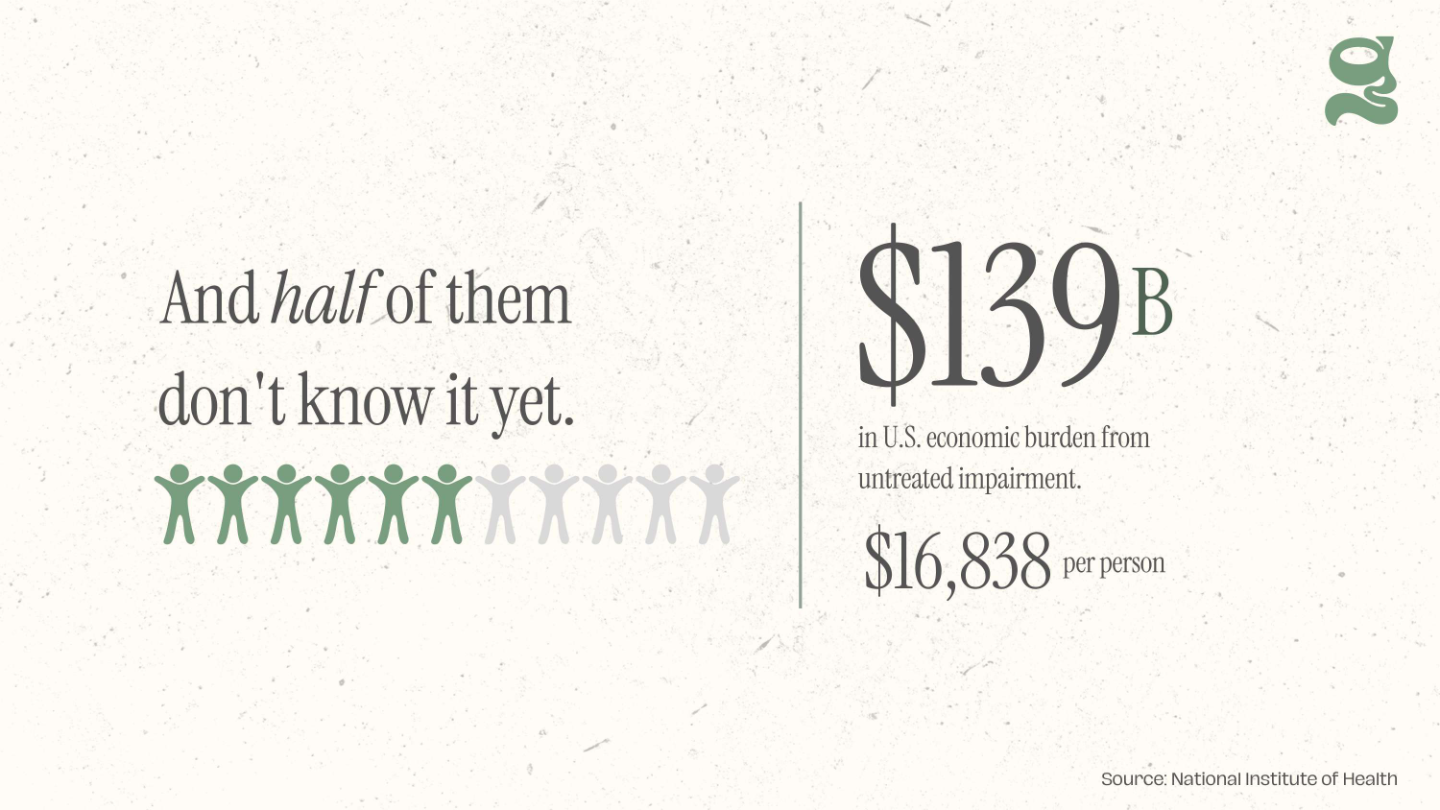 g
And half of them
don't know it yet.
$139 B
in U.S. economic burden from
untreated impairment.
$16,838 per person
Source: National Institute of Health